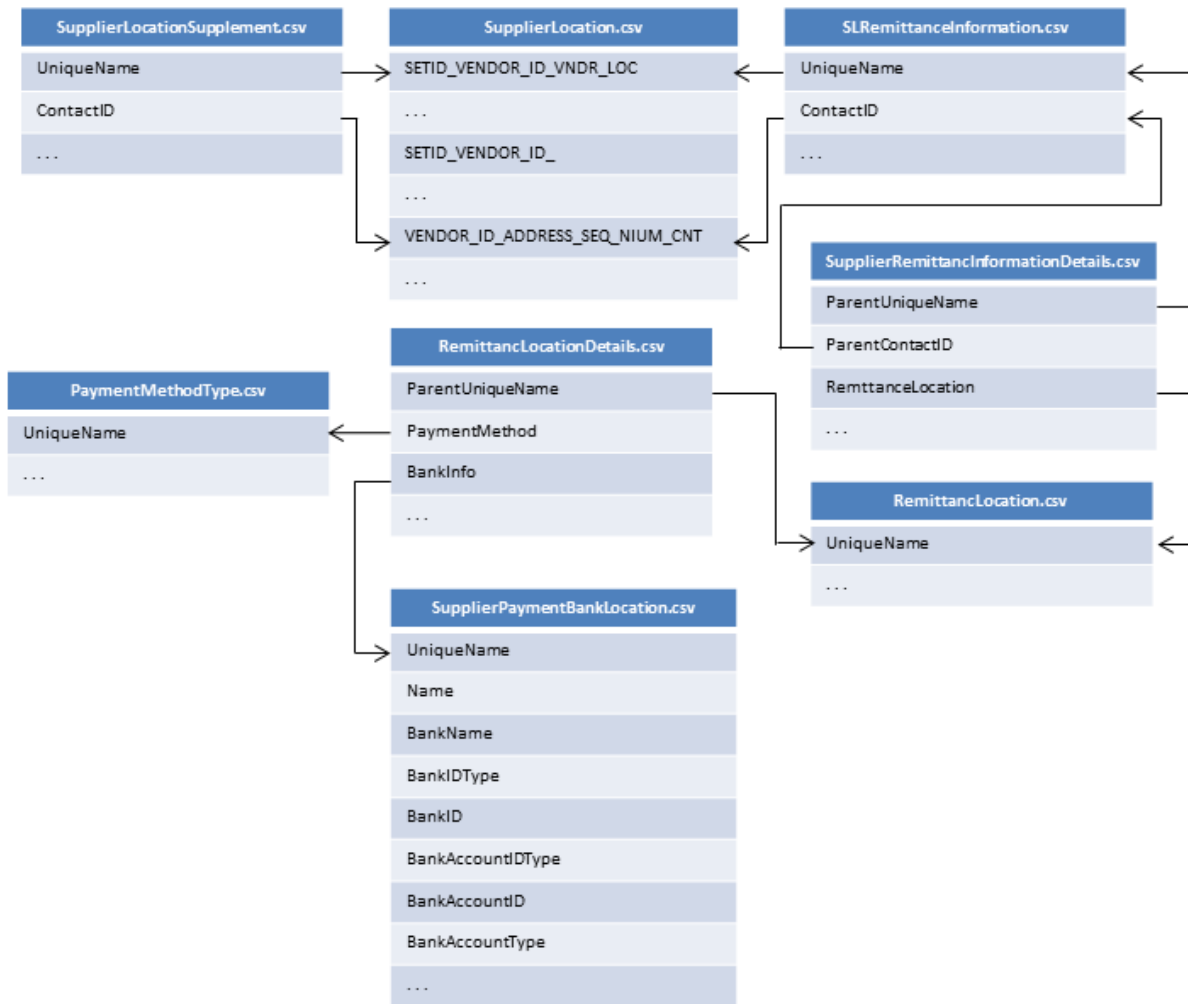 SupplierLocationSupplement.csv
UniqueName
ContactID
. . .
SupplierLocation.csv
SETID_VENDOR_ID_VNDR_LOC
. . .
SETID_VENDOR_ID_
. . .
VENDOR_ID_ADDRESS_SEQ_NIUM_CNT
. . .
SLRemittanceInformation.csv
UniqueName
ContactID
. . .
SupplierRemittancInformationDetails.csv
ParentUniqueName
ParentContactID
RemttanceLocation
. . .
RemittancLocationDetails.csv
ParentUniqueName
PaymentMethod
BankInfo
. . .
PaymentMethodType.csv
UniqueName
. . .
RemittancLocation.csv
UniqueName
. . .
SupplierPaymentBankLocation.csv
UniqueName
Name
BankName
BankIDType
BankID
BankAccountIDType
BankAccountID
BankAccountType
. . .